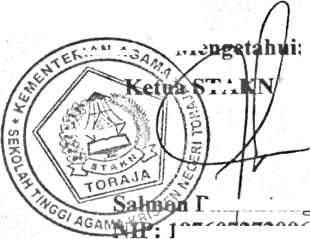 Mengetahui:
Ketua STAKN
KEMENTERIAN AGAMA
SEKOLAH TINGGI AGAMA KRISTEN NEGERI TORAJA
STAKN
TORAJA
Salmon
NIP: